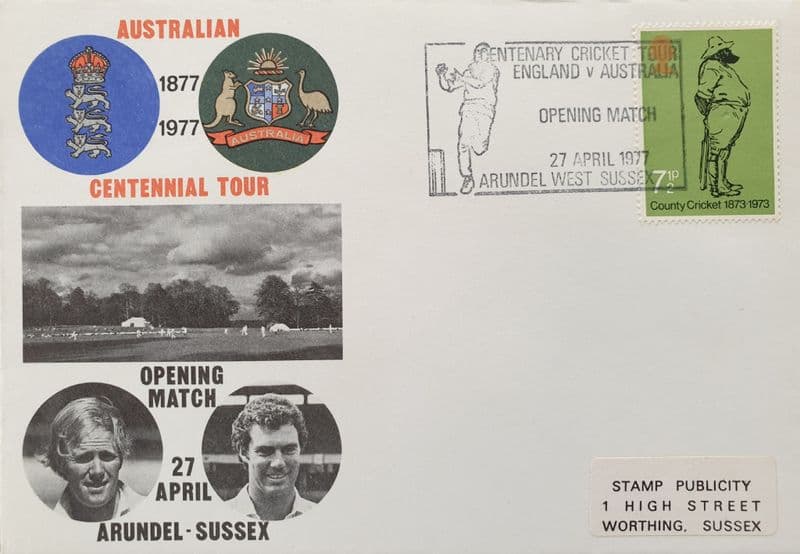 AUSTRALIAN
1877
1977
AUSTRALIA
CENTENNIAL TOUR
OPENING
MATCH
27
APRIL
ARUNDEL - SUSSEX
CENTENARY CRICKET TOUR
ENGLAND v AUSTRALIA
OPENING MATCH
27 APRIL 1977
ARUNDEL WEST SUSSEX
7½P
County Cricket 1873/1973
STAMP PUBLICITY
1 HIGH STREET
WORTHING, SUSSEX